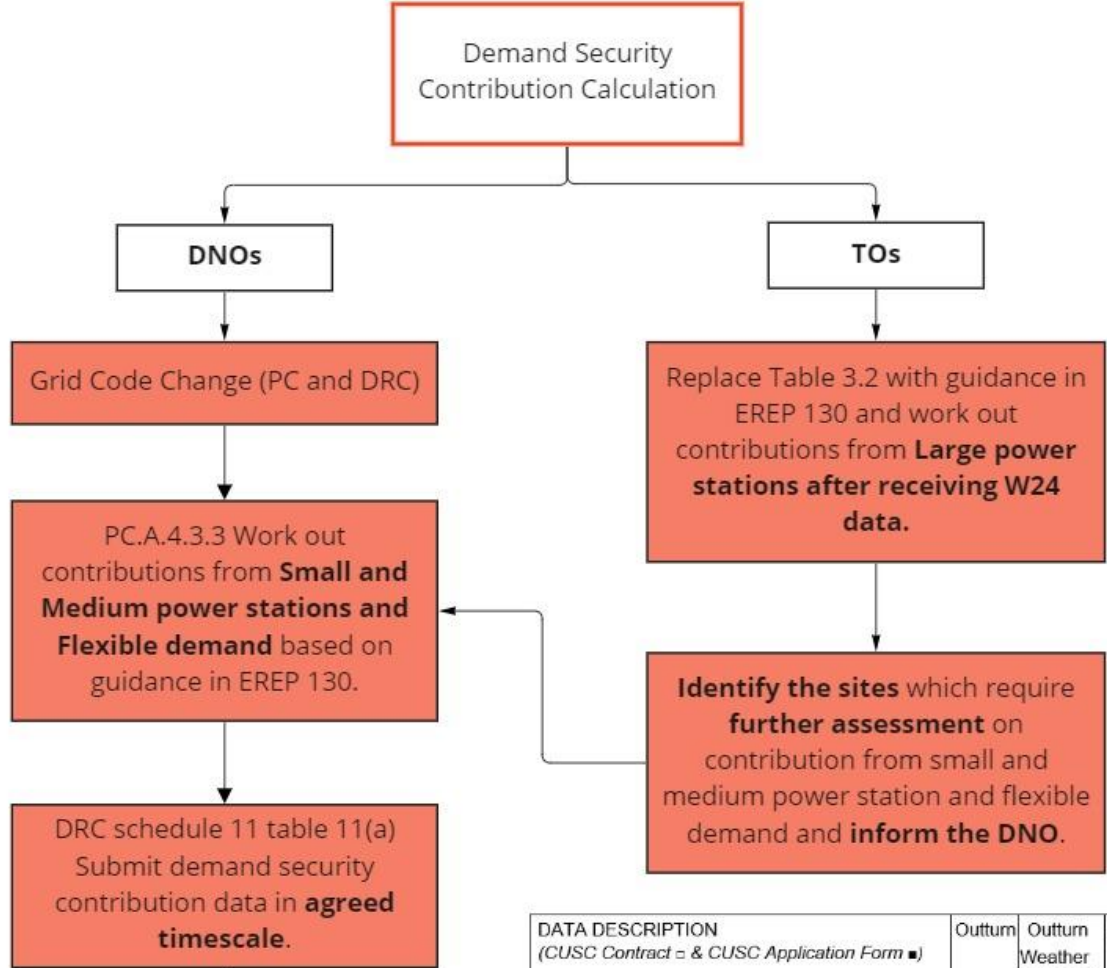 Demand Security
Contribution Calculation
DNOs
TOs
Grid Code Change (PC and DRC)
Replace Table 3.2 with guidance in
EREP 130 and work out
contributions from Large power
stations after receiving W24
data.
PC.A.4.3.3 Work out
contributions from Small and
Medium power stations and
Flexible demand based on
guidance in EREP 130.
Identify the sites which require
further assessment on
contribution from small and
medium power station and flexible
demand and inform the DNO.
DRC schedule 11 table 11(a)
Submit demand security
contribution data in agreed
timescale.
DATA DESCRIPTION
(CUSC Contract □ & CUSC Application Form ■)
Outturn
Outturn
Weather